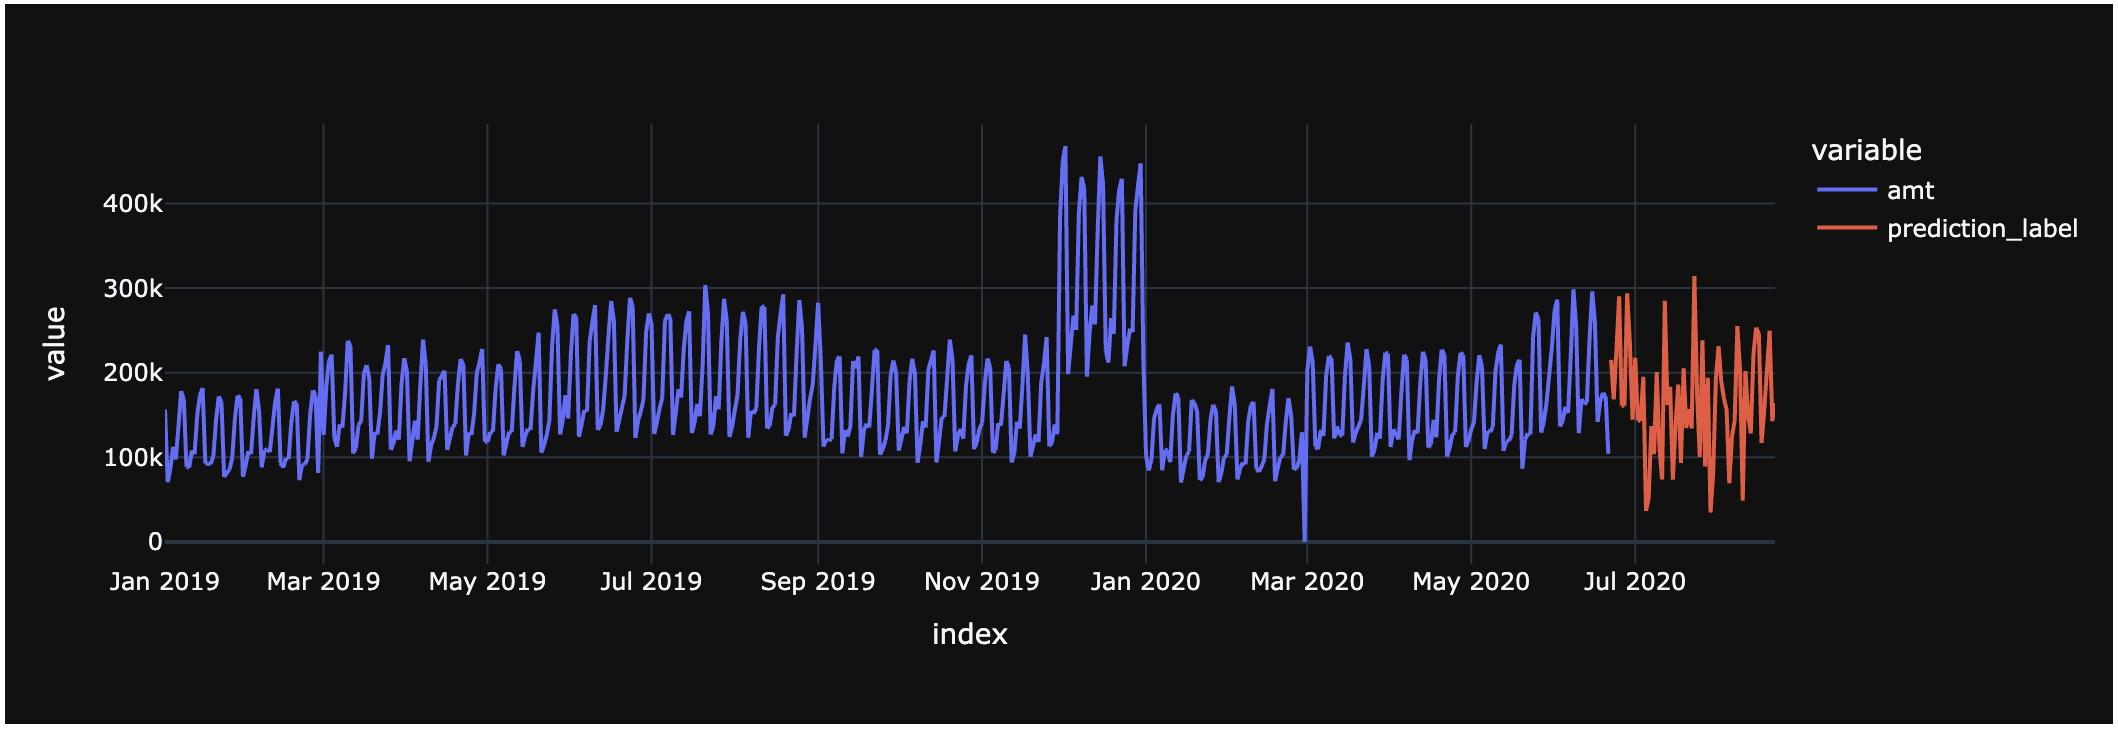 variable
amt
prediction_label
value
400k
300k
200k
100k
0
Jan 2019 Mar 2019 May 2019 Jul 2019 Sep 2019 Nov 2019 Jan 2020 Mar 2020 May 2020 Jul 2020
index